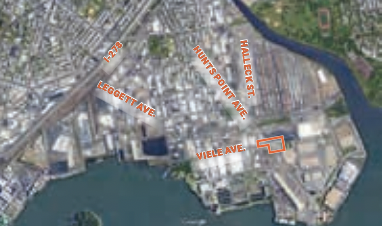 I-278
HALLECK ST.
HUNTS POINT AVE.
LEGGETT AVE
VIELE AVE.